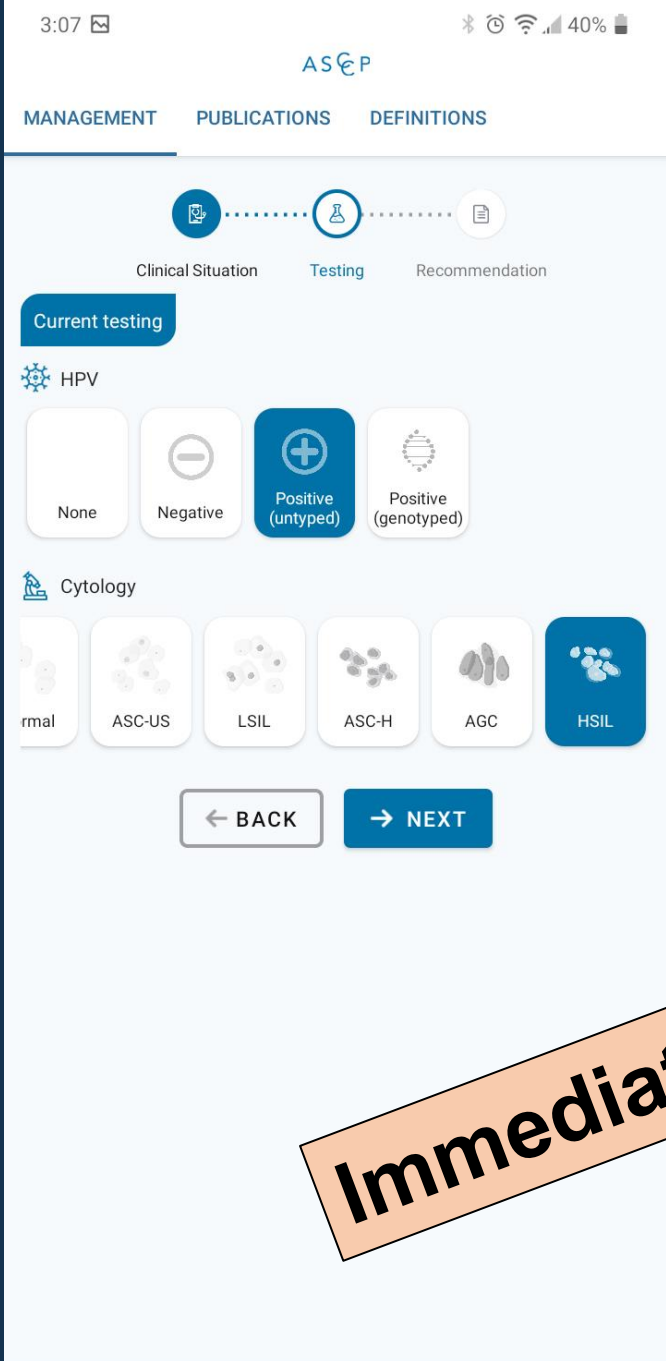 3:07 40%
ASCCP
MANAGEMENT PUBLICATIONS DEFINITIONS
Clinical Situation Testing Recommendation
Current testing
HPV
None Negative Positive (untyped) Positive (genotyped)
Cytology
rmal ASC-US LSIL ASC-H AGC HSIL
← BACK → NEXT
Immediat